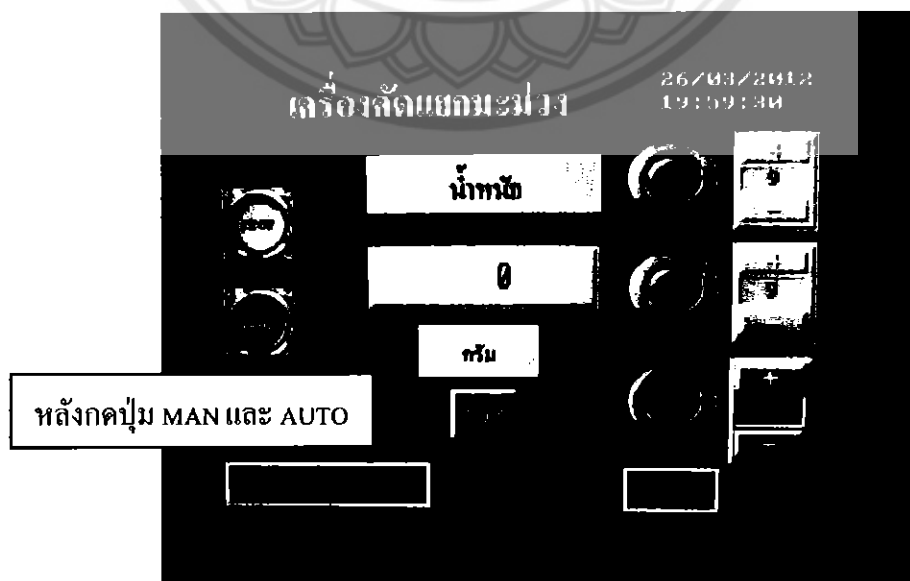 เครื่องคัดแยกมะม่วง
26/03/2012
19:59:30
น้ำหนัก
0
กรัม
+
-
+
-
หลังกดปุ่ม MAN และ AUTO